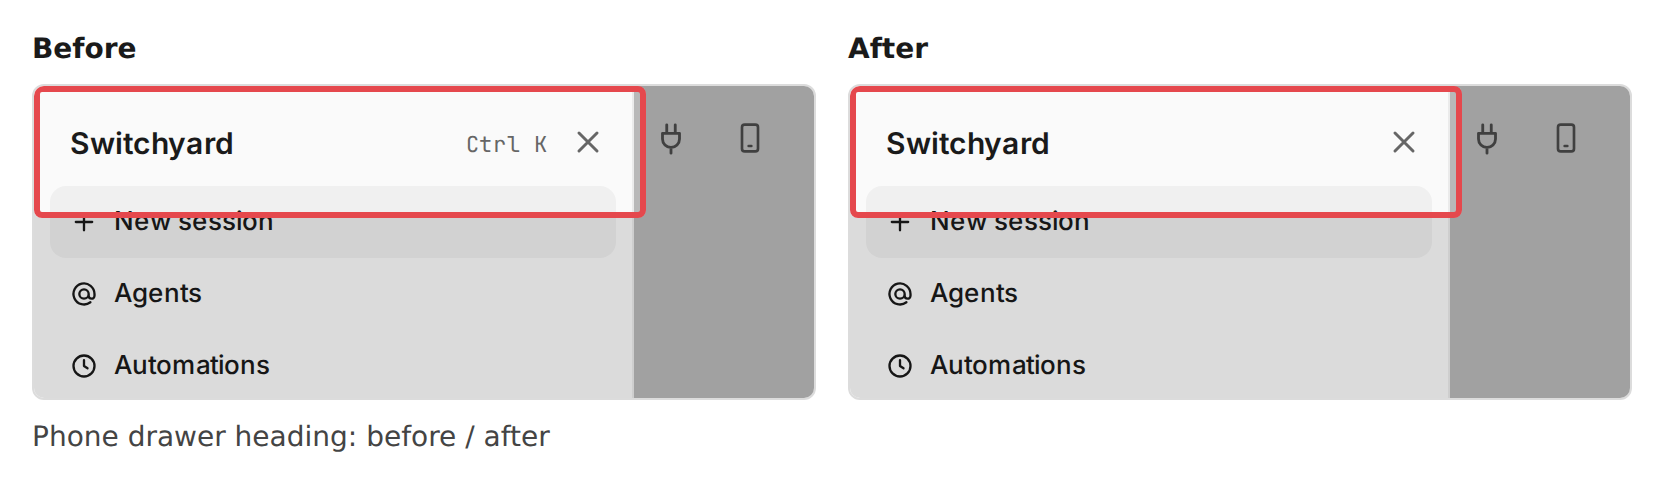 Before
Switchyard Ctrl K
New session
Agents
Automations
After
Switchyard
New session
Agents
Automations
Phone drawer heading: before / after